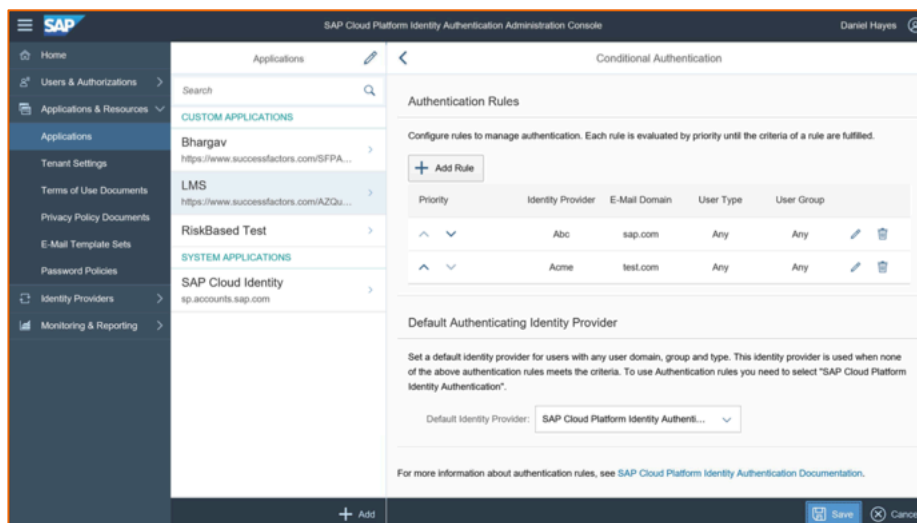 SAP
SAP Cloud Platform Identity Authentication Administration Console
Daniel Hayes
Home
Users & Authorizations
Applications & Resources
Applications
Tenant Settings
Terms of Use Documents
Privacy Policy Documents
E-Mail Template Sets
Password Policies
Identity Providers
Monitoring & Reporting
Applications
Search
CUSTOM APPLICATIONS
Bhargav
https://www.successfactors.com/SFPA...
LMS
https://www.successfactors.com/AZQu...
RiskBased Test
SYSTEM APPLICATIONS
SAP Cloud Identity
sp.accounts.sap.com
Add
Conditional Authentication
Authentication Rules
Configure rules to manage authentication. Each rule is evaluated by priority until the criteria of a rule are fulfilled.
Add Rule
Priority Identity Provider E-Mail Domain User Type User Group
Abc sap.com Any Any
Acme test.com Any Any
Default Authenticating Identity Provider
Set a default identity provider for users with any user domain, group and type. This identity provider is used when none
of the above authentication rules meets the criteria. To use Authentication rules you need to select "SAP Cloud Platform
Identity Authentication".
Default Identity Provider: SAP Cloud Platform Identity Authenti...
For more information about authentication rules, see SAP Cloud Platform Identity Authentication Documentation.
Save Cance